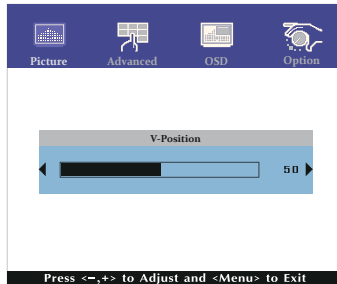 Picture Advanced OSD Option
V-Position
50
Press <-,+> to Adjust and <Menu> to Exit